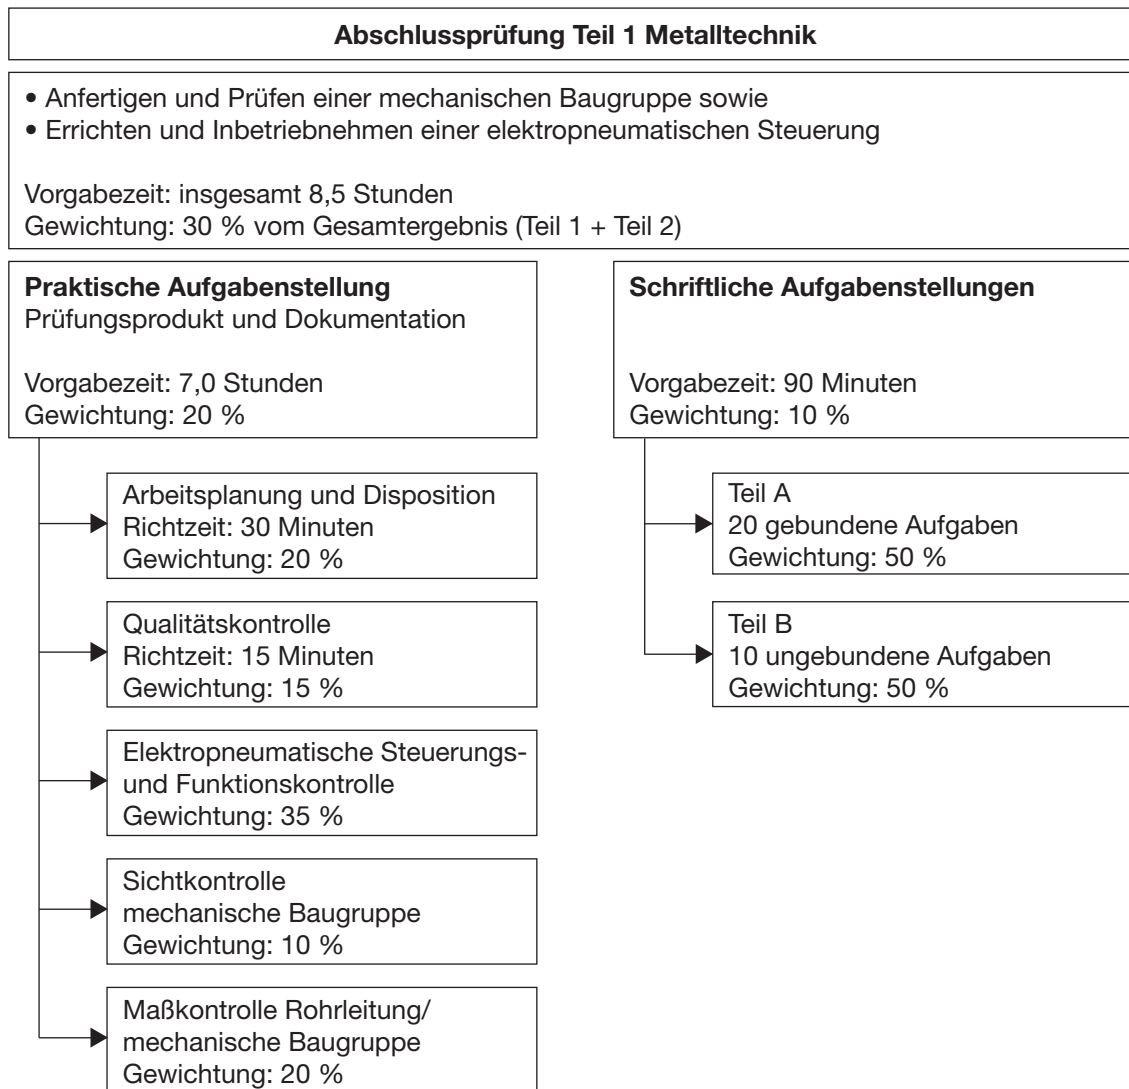 Abschlussprüfung Teil 1 Metalltechnik
• Anfertigen und Prüfen einer mechanischen Baugruppe sowie
• Errichten und Inbetriebnehmen einer elektropneumatischen Steuerung
Vorgabezeit: insgesamt 8,5 Stunden
Gewichtung: 30 % vom Gesamtergebnis (Teil 1 + Teil 2)
Praktische Aufgabenstellung
Prüfungsprodukt und Dokumentation
Vorgabezeit: 7,0 Stunden
Gewichtung: 20 %
Arbeitsplanung und Disposition
Richtzeit: 30 Minuten
Gewichtung: 20 %
Qualitätskontrolle
Richtzeit: 15 Minuten
Gewichtung: 15 %
Elektropneumatische Steuerungs-
und Funktionskontrolle
Gewichtung: 35 %
Sichtkontrolle
mechanische Baugruppe
Gewichtung: 10 %
Maßkontrolle Rohrleitung/
mechanische Baugruppe
Gewichtung: 20 %
Schriftliche Aufgabenstellungen
Vorgabezeit: 90 Minuten
Gewichtung: 10 %
Teil A
20 gebundene Aufgaben
Gewichtung: 50 %
Teil B
10 ungebundene Aufgaben
Gewichtung: 50 %